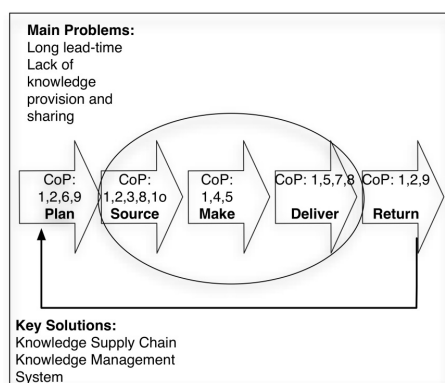 Main Problems:
Long lead-time
Lack of
knowledge
provision and
sharing
CoP:
1,2,6,9
Plan
CoP:
1,2,3,8,1o
Source
CoP:
1,4,5
Make
CoP: 1,5,7,8
Deliver
CoP: 1,2,9
Return
Key Solutions:
Knowledge Supply Chain
Knowledge Management
System